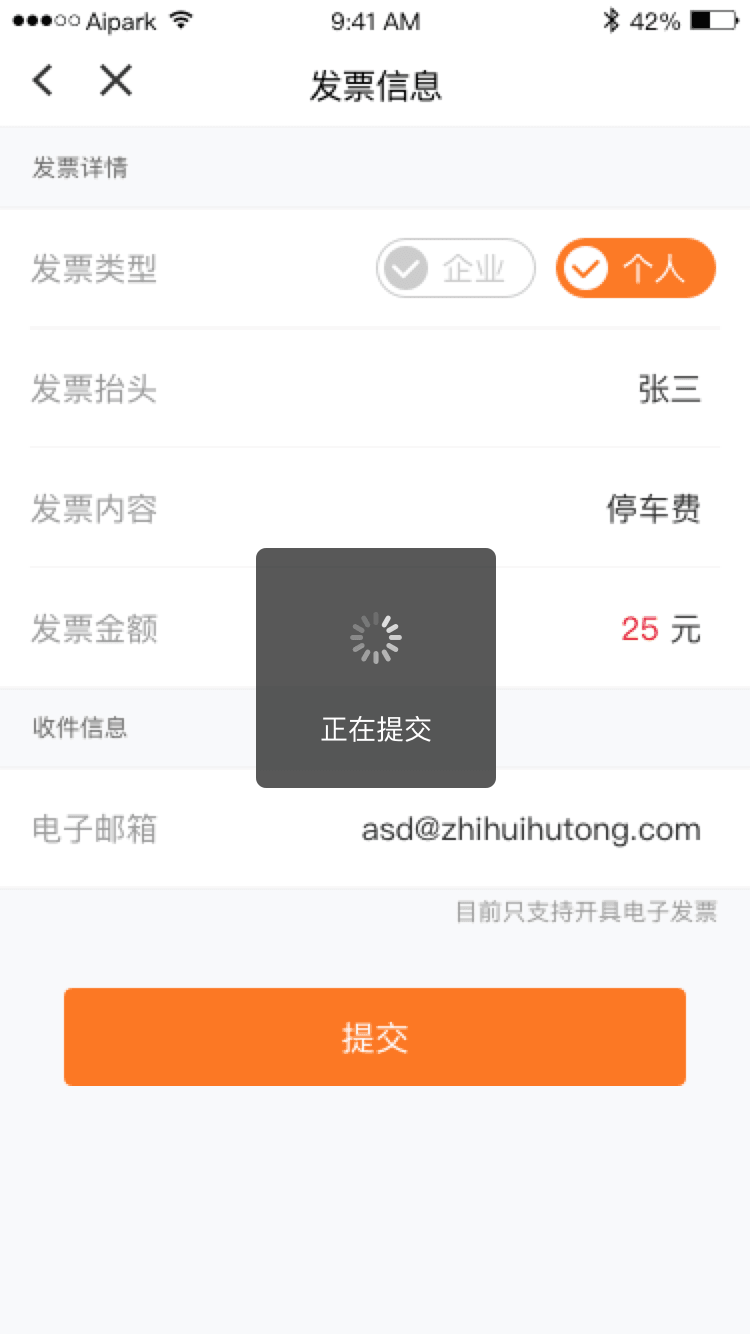 Aipark 9:41 AM 42%
发票信息
发票详情
发票类型 企业 个人
发票抬头 张三
发票内容 停车费
发票金额 25 元
正在提交
收件信息
电子邮箱 asd@zhihuihutong.com
目前只支持开具电子发票
提交